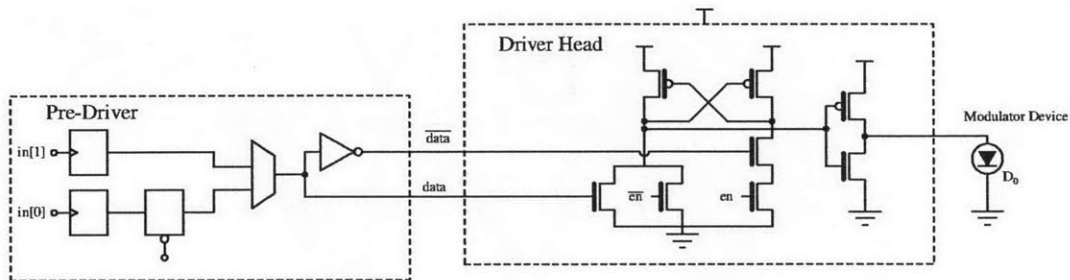 Driver Head
Pre-Driver
in[1]
in[0]
data
data
en
en
Modulator Device
D0